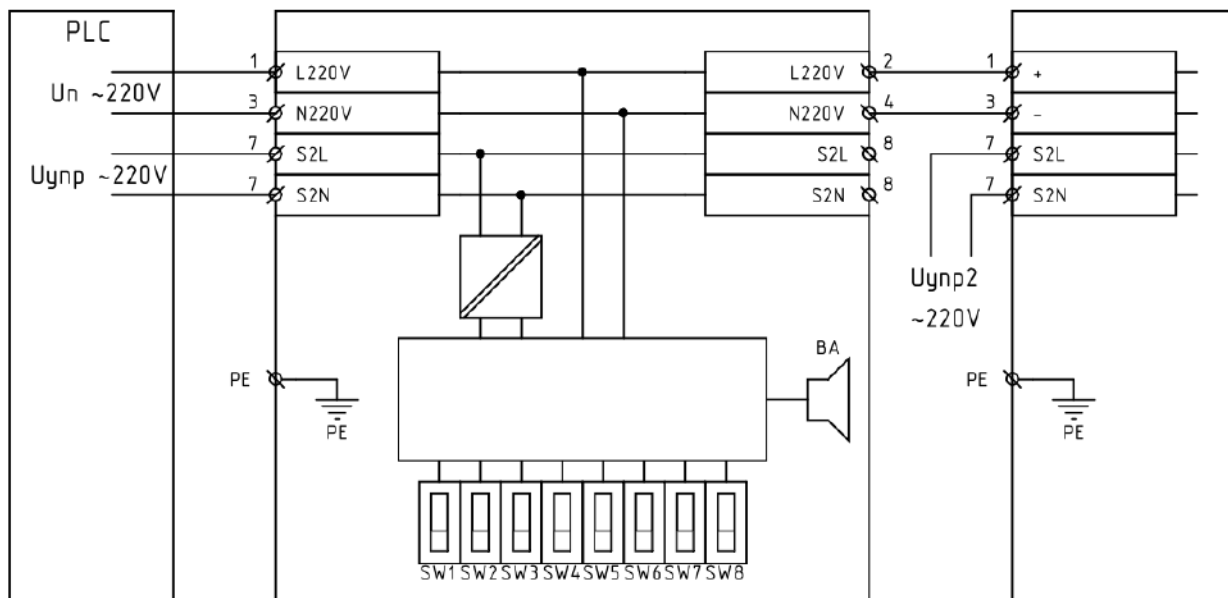 PLC
1
L220V
L220V
2
1
+
Un ~220V
3
N220V
N220V
4
3
-
7
S2L
S2L
8
7
S2L
Uynp ~220V
7
S2N
S2N
8
7
S2N
Uynp2
~220V
BA
PE
PE
PE
PE
SW1 SW2 SW3 SW4 SW5 SW6 SW7 SW8